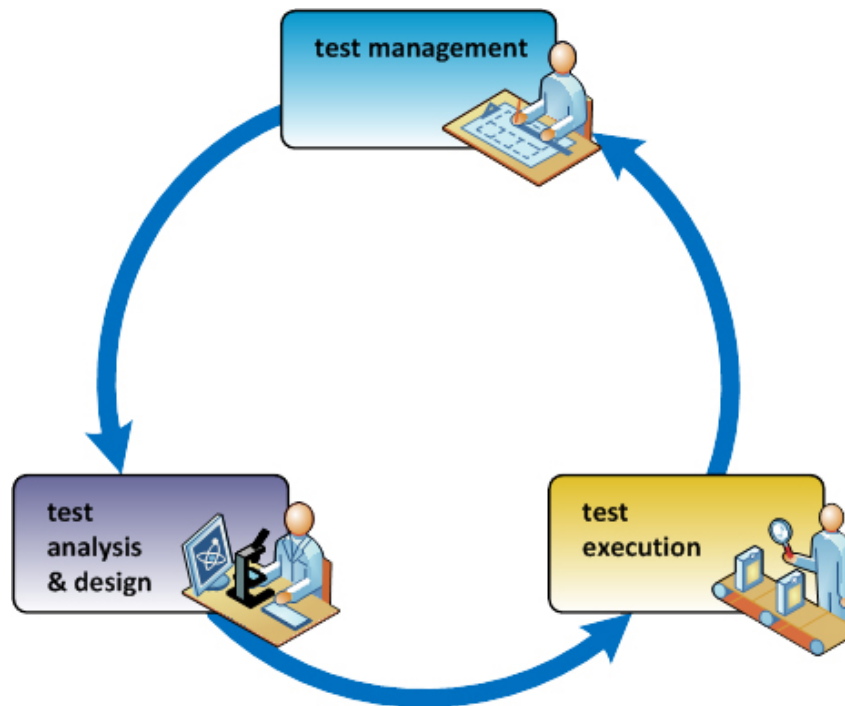 test management
test
analysis
& design
test
execution